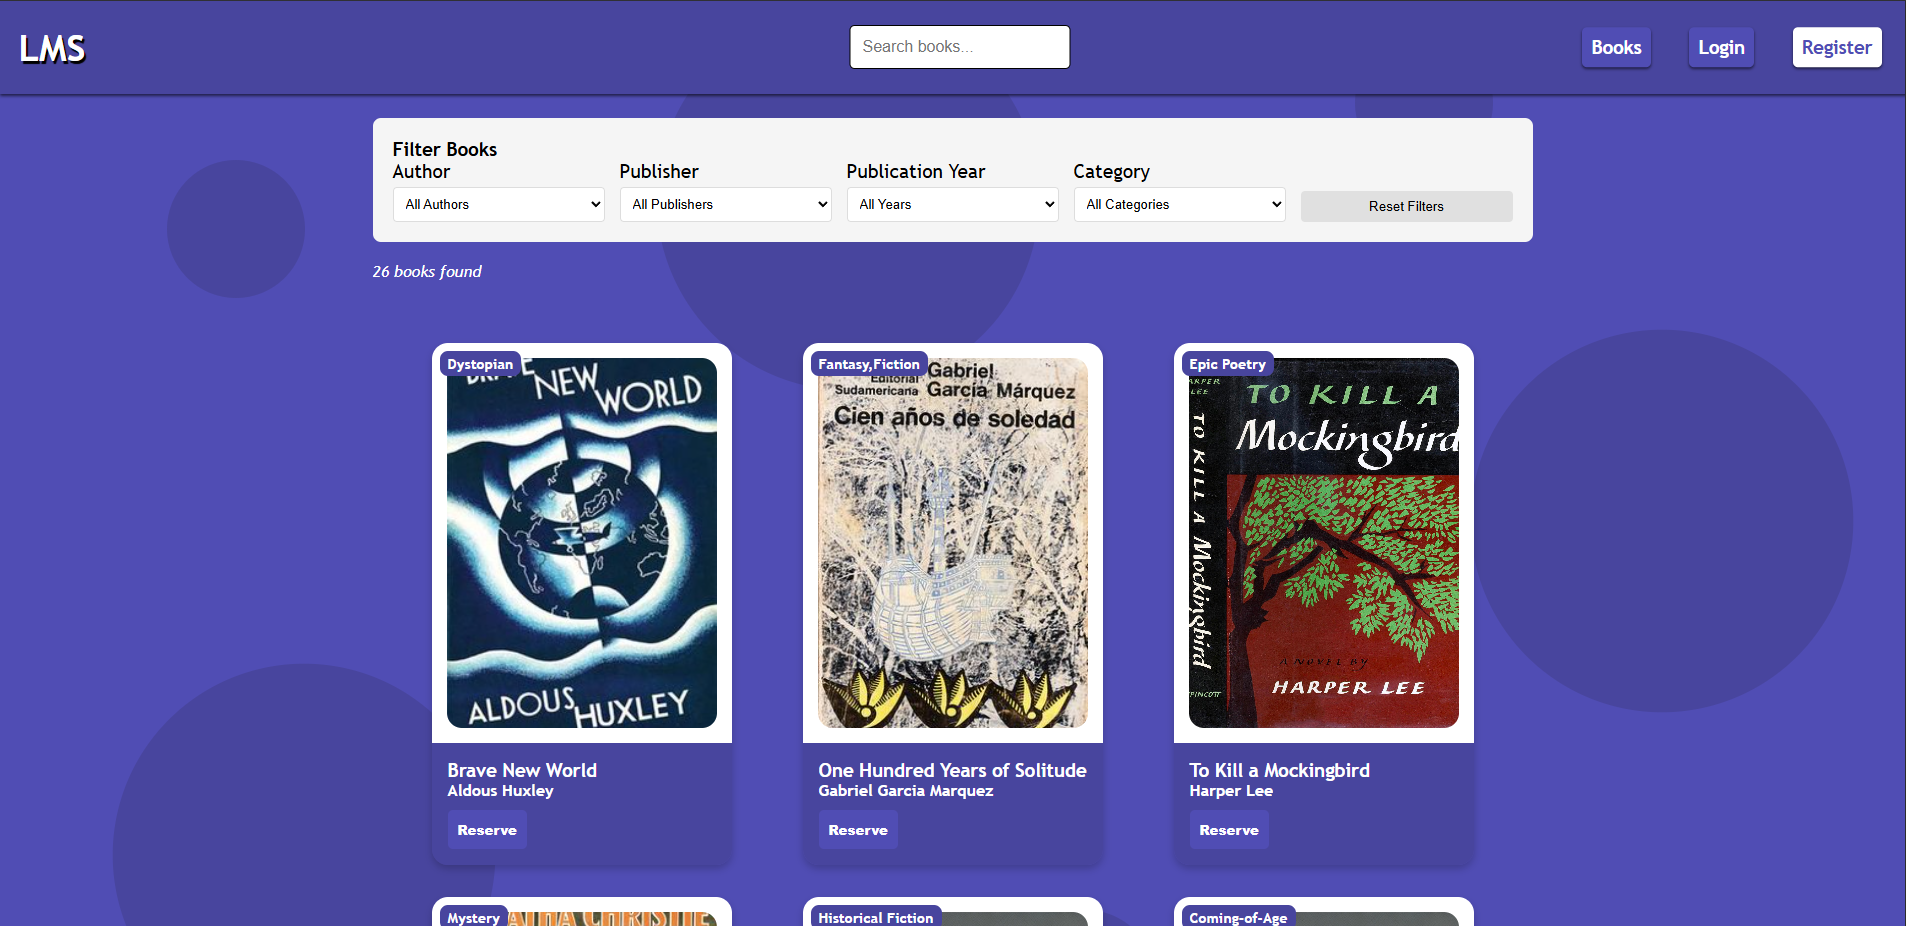 LMS
Search books...
Books
Login
Register
Filter Books
Author
Publisher
Publication Year
Category
All Authors
All Publishers
All Years
All Categories
Reset Filters
26 books found
Dystopian
NEW
WORLD
ALDOUS
HUXLEY
Brave New World
Aldous Huxley
Reserve
Fantasy,Fiction
Editorial
Sudamericana
Gabriel
García Márquez
Cien años de soledad
One Hundred Years of Solitude
Gabriel Garcia Marquez
Reserve
Epic Poetry
LEE
TO KILL A
Mockingbird
TO KILL A Mockingbird
A NOVEL BY
HARPER LEE
To Kill a Mockingbird
Harper Lee
Reserve
Mystery
CHRISTIE
Historical Fiction
Coming-of-Age